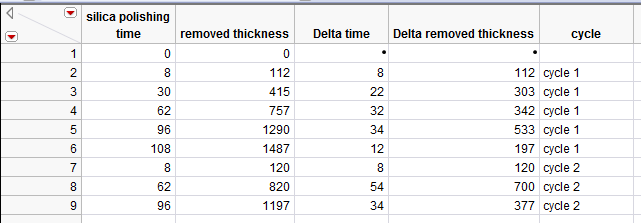 silica polishing time removed thickness Delta time Delta removed thickness cycle
1 0 0 • •
2 8 112 8 112 cycle 1
3 30 415 22 303 cycle 1
4 62 757 32 342 cycle 1
5 96 1290 34 533 cycle 1
6 108 1487 12 197 cycle 1
7 8 120 8 120 cycle 2
8 62 820 54 700 cycle 2
9 96 1197 34 377 cycle 2